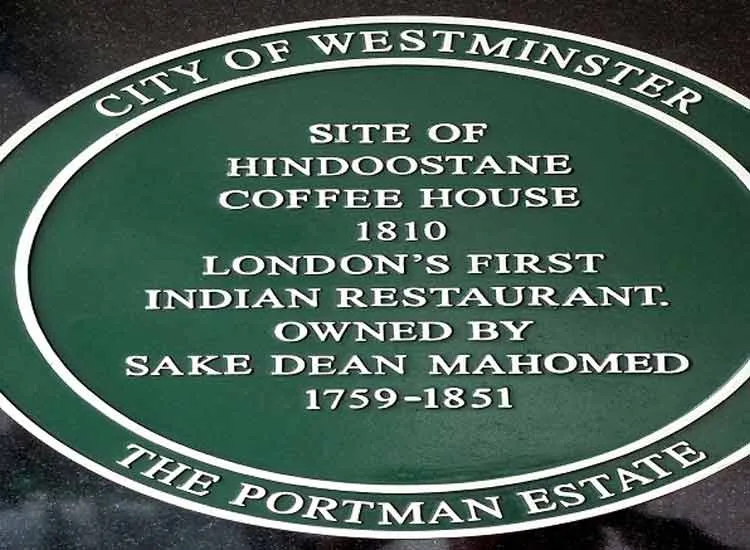 CITY OF WESTMINSTER
SITE OF
HINDOOSTANE
COFFEE HOUSE
1810
LONDON'S FIRST
INDIAN RESTAURANT.
OWNED BY
SAKE DEAN MAHOMED
1759-1851
THE PORTMAN ESTATE